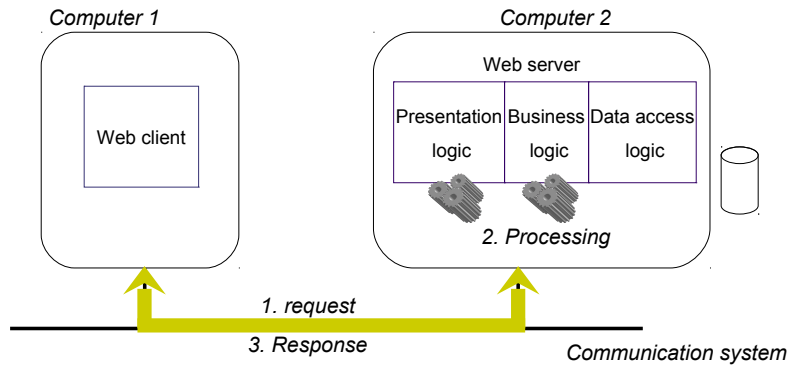 Computer 1
Computer 2
Web server
Web client
Presentation
logic
Business
logic
Data access
logic
2. Processing
1. request
3. Response
Communication system